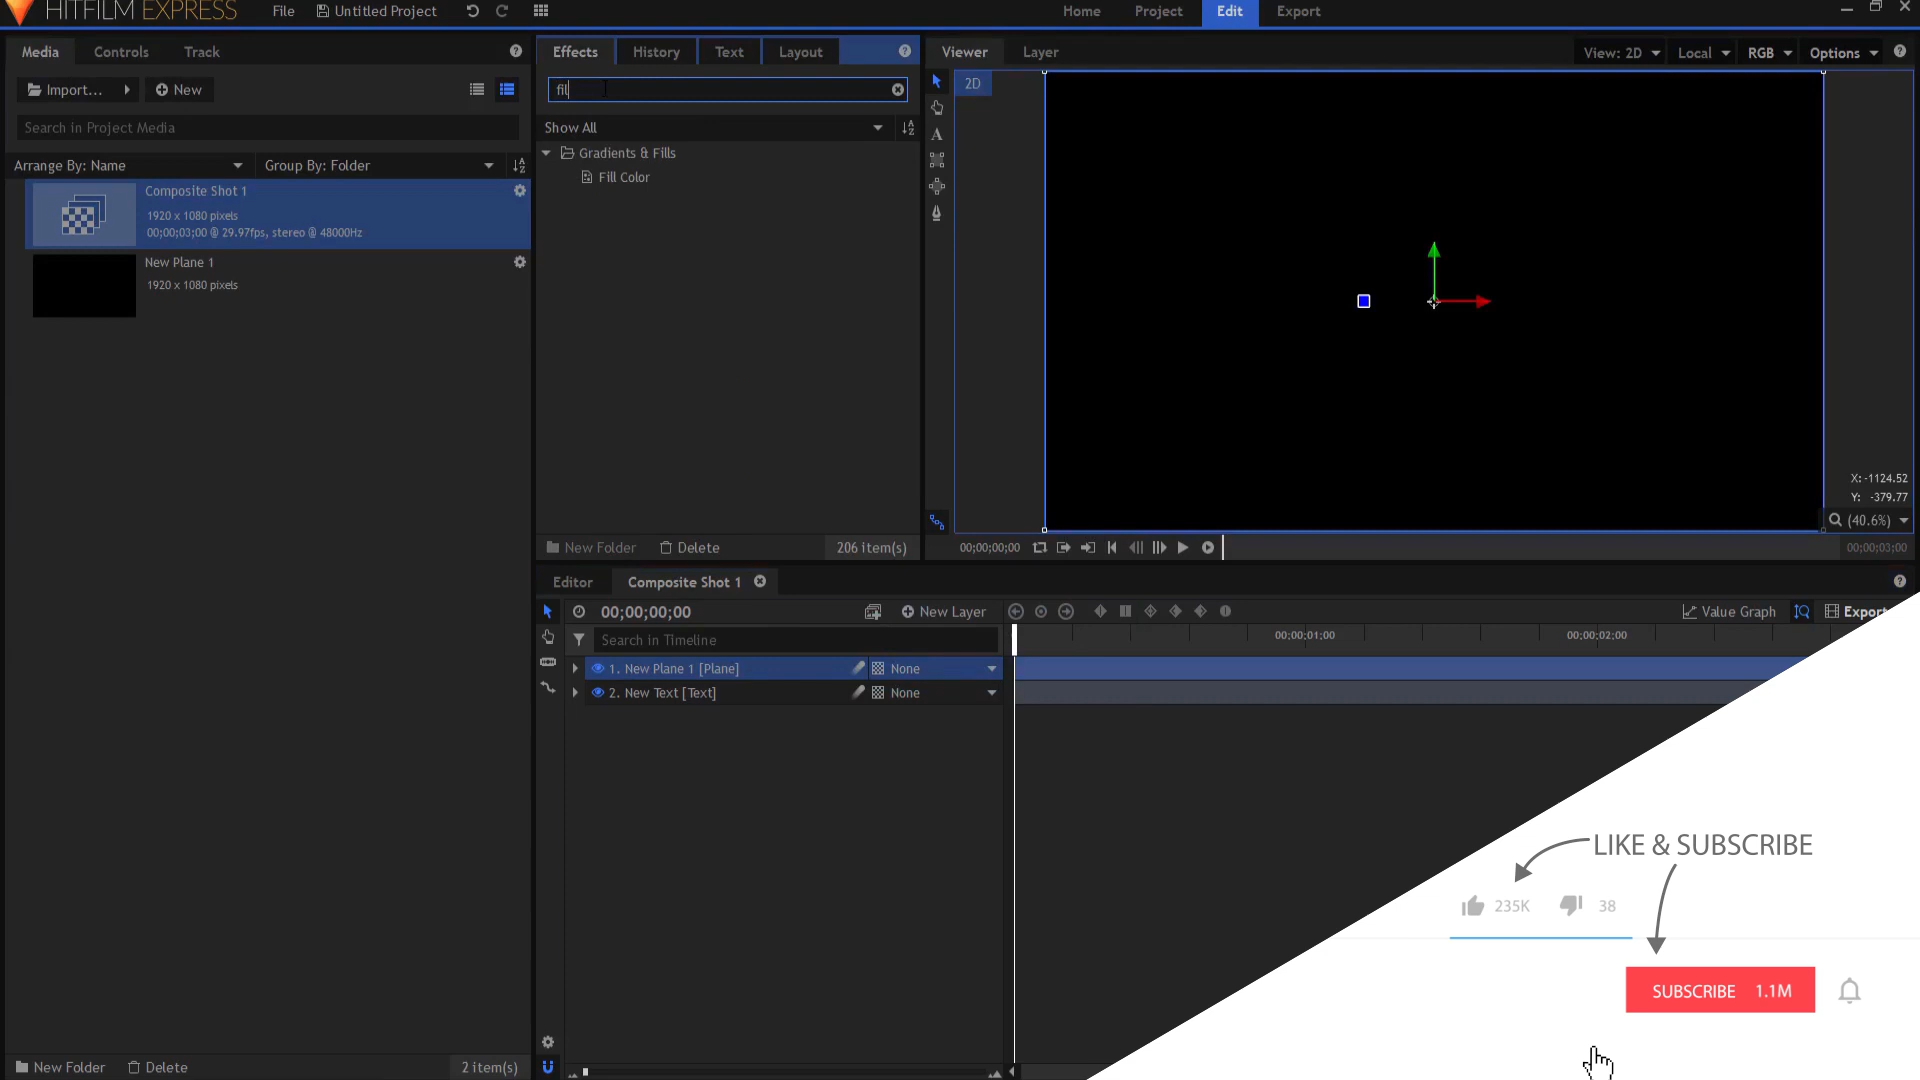 HITFILM EXPRESS
File
Untitled Project
Home
Project
Edit
Export
Media
Controls
Track
Import...
New
Search in Project Media
Arrange By: Name
Group By: Folder
Composite Shot 1
1920 x 1080 pixels
00;00;03;00 @ 29.97fps, stereo @ 48000Hz
New Plane 1
1920 x 1080 pixels
New Folder
Delete
2 item(s)
Effects
History
Text
Layout
fil
Show All
Gradients & Fills
Fill Color
New Folder
Delete
206 item(s)
Viewer
Layer
View: 2D
Local
RGB
Options
2D
X: -1124.52
Y: -379.77
(40.6%)
00;00;00;00
00;00;03;00
Editor
Composite Shot 1
00;00;00;00
New Layer
Value Graph
Export
Search in Timeline
00;00;01;00
00;00;02;00
1. New Plane 1 [Plane]
None
2. New Text [Text]
None
LIKE & SUBSCRIBE
235K
38
SUBSCRIBE 1.1M